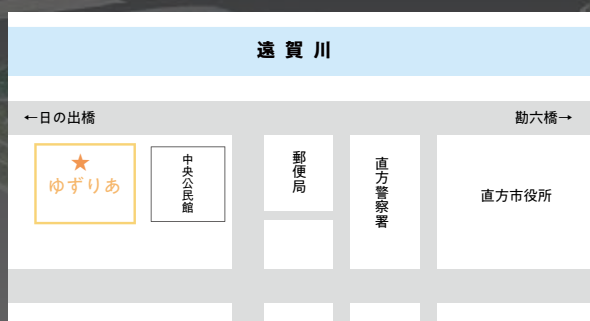 遠賀川
←日の出橋
勘六橋→
★
ゆずりあ
中央公民館
郵便局
直方警察署
直方市役所